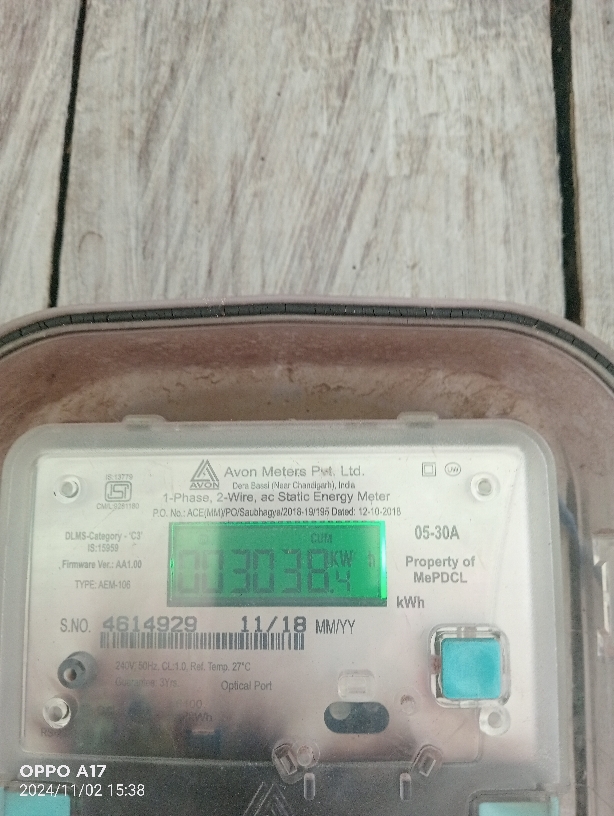 Avon Meters Pvt. Ltd.
AVON
Dera Bassi (Near Chandigarh), India
IS:13779
1-Phase, 2-Wire, ac Static Energy Meter
P.O. No.: ACE(MM)/PO/Saubhagya/2018-19/195 Dated: 12-10-2018
DLMS-Category - 'C3'
IS:15959
Firmware Ver.: AA1.00
TYPE: AEM-106
CUM
003038.4 KW h
05-30A
Property of
MePDCL
kWh
S.NO. 4614929 11/18 MM/YY
240V, 50Hz, CL:1.0, Ref. Temp. 27°C
Guarantee: 3Yrs.
Optical Port
OPPO A17
2024/11/02 15:38